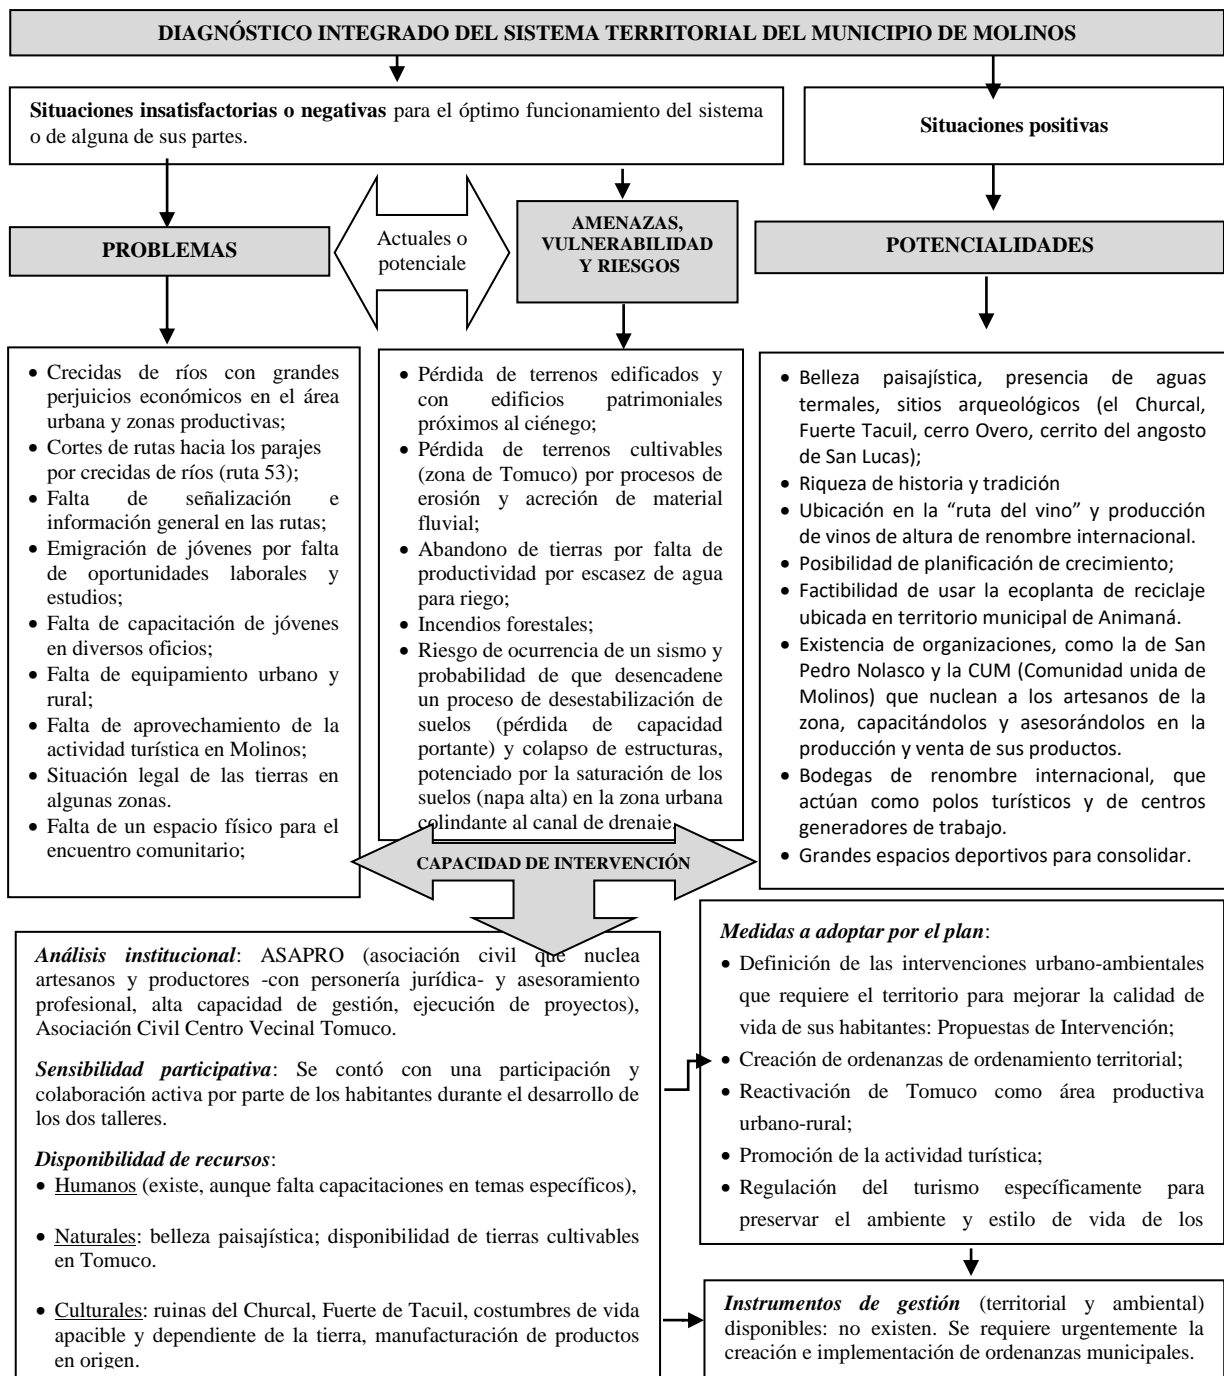 DIAGNÓSTICO INTEGRADO DEL SISTEMA TERRITORIAL DEL MUNICIPIO DE MOLINOS
Situaciones insatisfactorias o negativas para el óptimo funcionamiento del sistema
o de alguna de sus partes.
Situaciones positivas
PROBLEMAS
Actuales o
potenciale
AMENAZAS,
VULNERABILIDAD
Y RIESGOS
POTENCIALIDADES
• Crecidas de ríos con grandes
perjuicios económicos en el área
urbana y zonas productivas;
• Cortes de rutas hacia los parajes
por crecidas de ríos (ruta 53);
• Falta de señalización e
información general en las rutas;
• Emigración de jóvenes por falta
de oportunidades laborales y
estudios;
• Falta de capacitación de jóvenes
en diversos oficios;
• Falta de equipamiento urbano y
rural;
• Falta de aprovechamiento de la
actividad turística en Molinos;
• Situación legal de las tierras en
algunas zonas.
• Falta de un espacio físico para el
encuentro comunitario;
• Pérdida de terrenos edificados y
con edificios patrimoniales
próximos al ciénego;
• Pérdida de terrenos cultivables
(zona de Tomuco) por procesos de
erosión y acreción de material
fluvial;
• Abandono de tierras por falta de
productividad por escasez de agua
para riego;
• Incendios forestales;
• Riesgo de ocurrencia de un sismo y
probabilidad de que desencadene
un proceso de desestabilización de
suelos (pérdida de capacidad
portante) y colapso de estructuras,
potenciado por la saturación de los
suelos (napa alta) en la zona urbana
colindante al canal de drenaje.
• Belleza paisajística, presencia de aguas
termales, sitios arqueológicos (el Churcal,
Fuerte Tacuil, cerro Overo, cerrito del angosto
de San Lucas);
• Riqueza de historia y tradición
• Ubicación en la “ruta del vino” y producción
de vinos de altura de renombre internacional.
• Posibilidad de planificación de crecimiento;
• Factibilidad de usar la ecoplanta de reciclaje
ubicada en territorio municipal de Animaná.
• Existencia de organizaciones, como la de San
Pedro Nolasco y la CUM (Comunidad unida de
Molinos) que nuclean a los artesanos de la
zona, capacitándolos y asesorándolos en la
producción y venta de sus productos.
• Bodegas de renombre internacional, que
actúan como polos turísticos y de centros
generadores de trabajo.
• Grandes espacios deportivos para consolidar.
CAPACIDAD DE INTERVENCIÓN
Análisis institucional: ASAPRO (asociación civil que nuclea
artesanos y productores -con personería jurídica- y asesoramiento
profesional, alta capacidad de gestión, ejecución de proyectos),
Asociación Civil Centro Vecinal Tomuco.
Sensibilidad participativa: Se contó con una participación y
colaboración activa por parte de los habitantes durante el desarrollo de
los dos talleres.
Disponibilidad de recursos:
• Humanos (existe, aunque falta capacitaciones en temas específicos),
• Naturales: belleza paisajística; disponibilidad de tierras cultivables
en Tomuco.
• Culturales: ruinas del Churcal, Fuerte de Tacuil, costumbres de vida
apacible y dependiente de la tierra, manufacturación de productos
en origen.
Medidas a adoptar por el plan:
• Definición de las intervenciones urbano-ambientales
que requiere el territorio para mejorar la calidad de
vida de sus habitantes: Propuestas de Intervención;
• Creación de ordenanzas de ordenamiento territorial;
• Reactivación de Tomuco como área productiva
urbano-rural;
• Promoción de la actividad turística;
• Regulación del turismo específicamente para
preservar el ambiente y estilo de vida de los
Instrumentos de gestión (territorial y ambiental)
disponibles: no existen. Se requiere urgentemente la
creación e implementación de ordenanzas municipales.